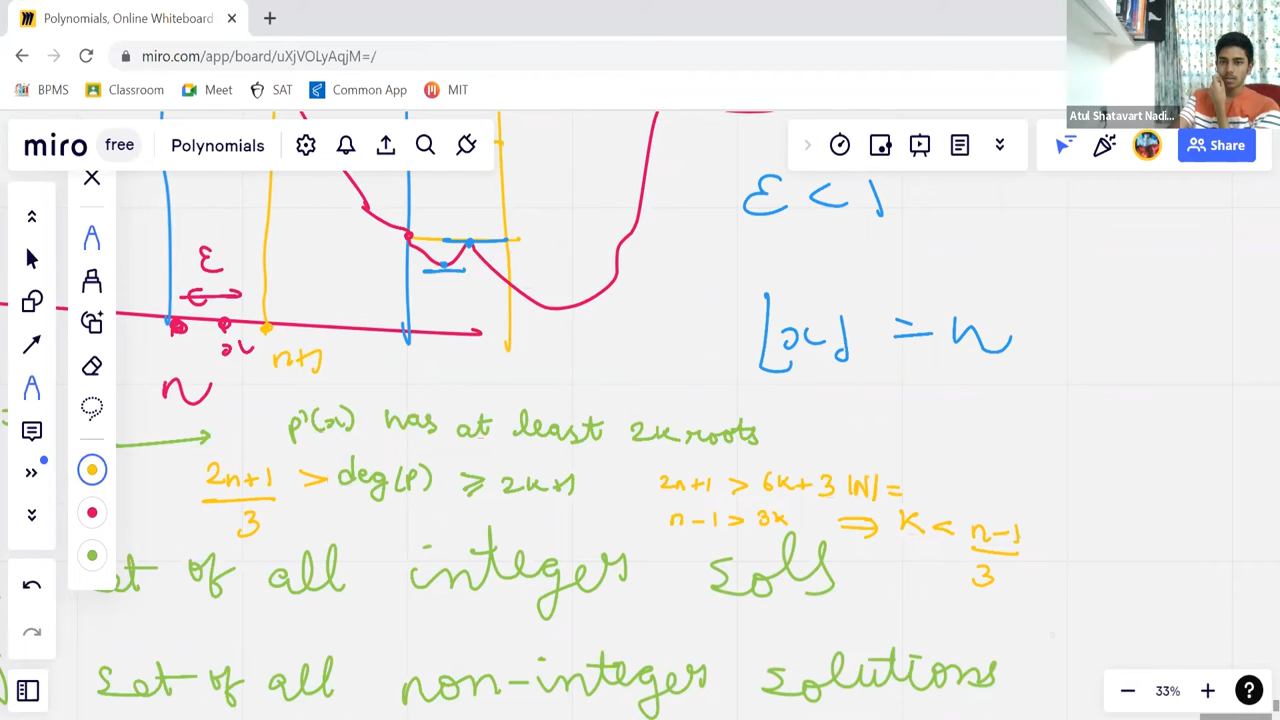 Polynomials, Online Whiteboard
miro.com/app/board/uXjVOLyAqjM=/
BPMS Classroom Meet SAT Common App MIT
Atul Shatavart Nadi...
miro free Polynomials
Share
ε < 1
ε
⌊x⌋ = n
x
n+1
n
p'(x) has at least 2k roots
2n+1/3 > deg(p) ≥ 2k+1
2n+1 > 6k+3 |N| =
n-1 > 3k ⇒ k < n-1/3
set of all integer sols
set of all non-integer solutions
33%